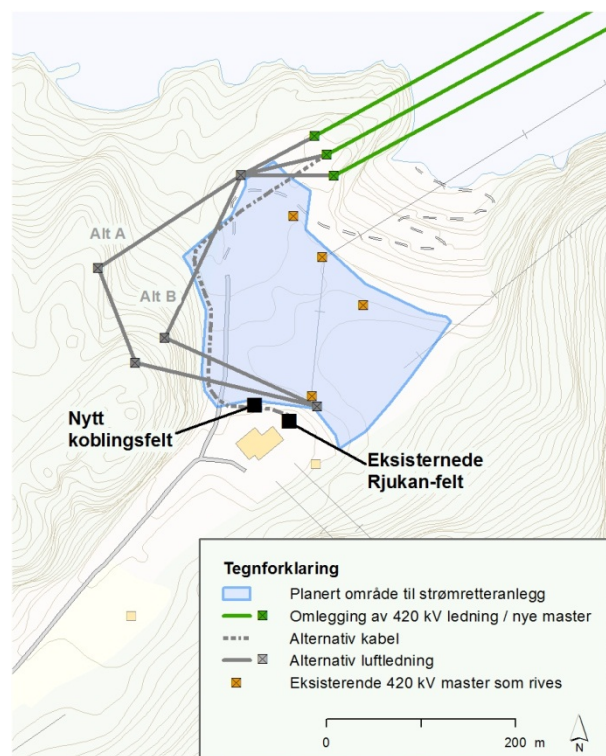 Alt A
Alt B
Nytt
koblingsfelt
Eksisternede
Rjukan-felt
Tegnforklaring
Planert område til strømretteranlegg
Omlegging av 420 kV ledning / nye master
Alternativ kabel
Alternativ luftledning
Eksisterende 420 kV master som rives
0
200 m
N